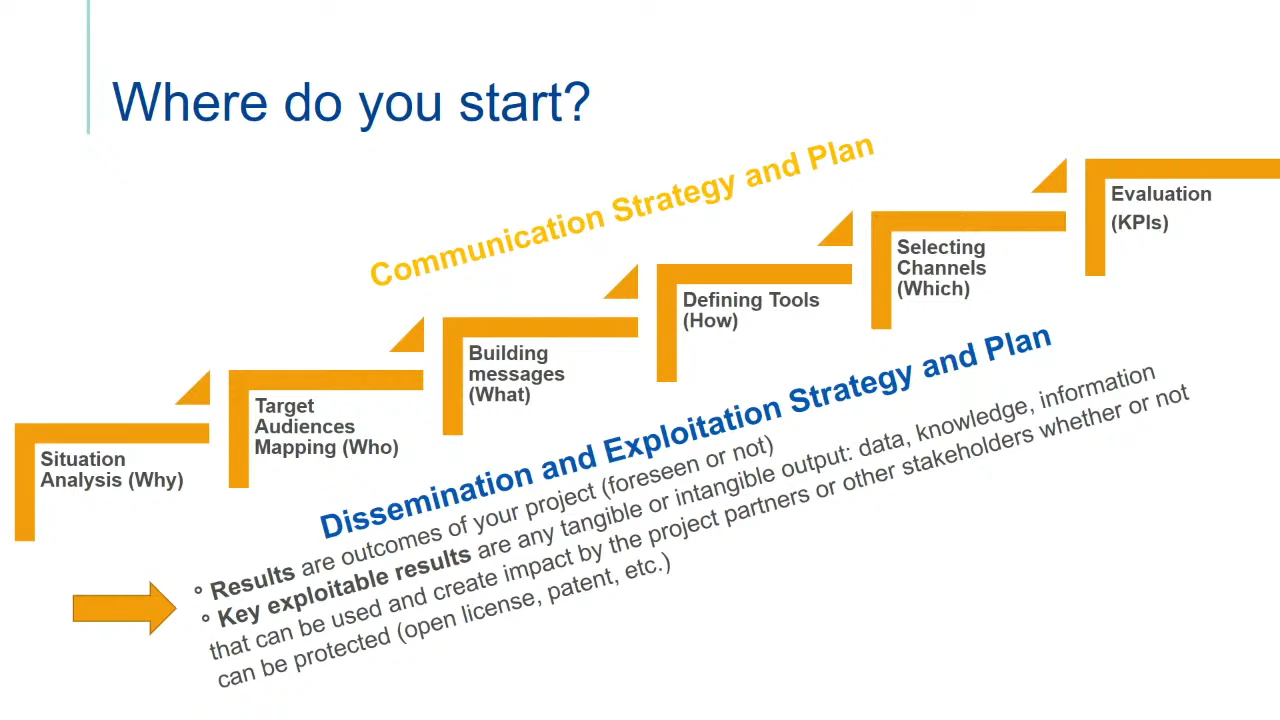 Where do you start?
Communication Strategy and Plan
Situation
Analysis (Why)
Target
Audiences
Mapping (Who)
Building
messages
(What)
Defining Tools
(How)
Selecting
Channels
(Which)
Evaluation
(KPIs)
Dissemination and Exploitation Strategy and Plan
° Results are outcomes of your project (foreseen or not)
° Key exploitable results are any tangible or intangible output: data, knowledge, information
that can be used and create impact by the project partners or other stakeholders whether or not
can be protected (open license, patent, etc.)